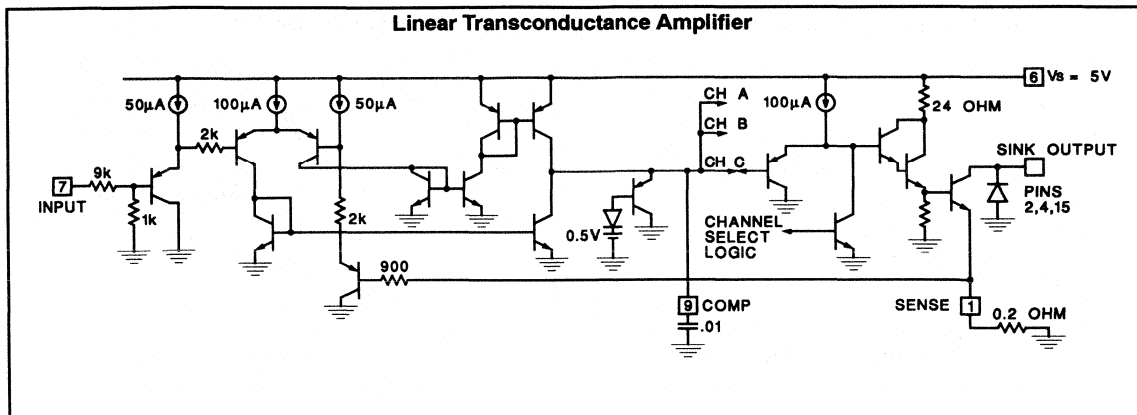 Linear Transconductance Amplifier
6 Vs = 5V
50µA
100µA
50µA
100µA
24 OHM
CH A
CH B
CH C
2k
SINK OUTPUT
9k
7
INPUT
1k
PINS
2,4,15
2k
0.5V
CHANNEL
SELECT
LOGIC
900
9 COMP
.01
SENSE 1
0.2 OHM